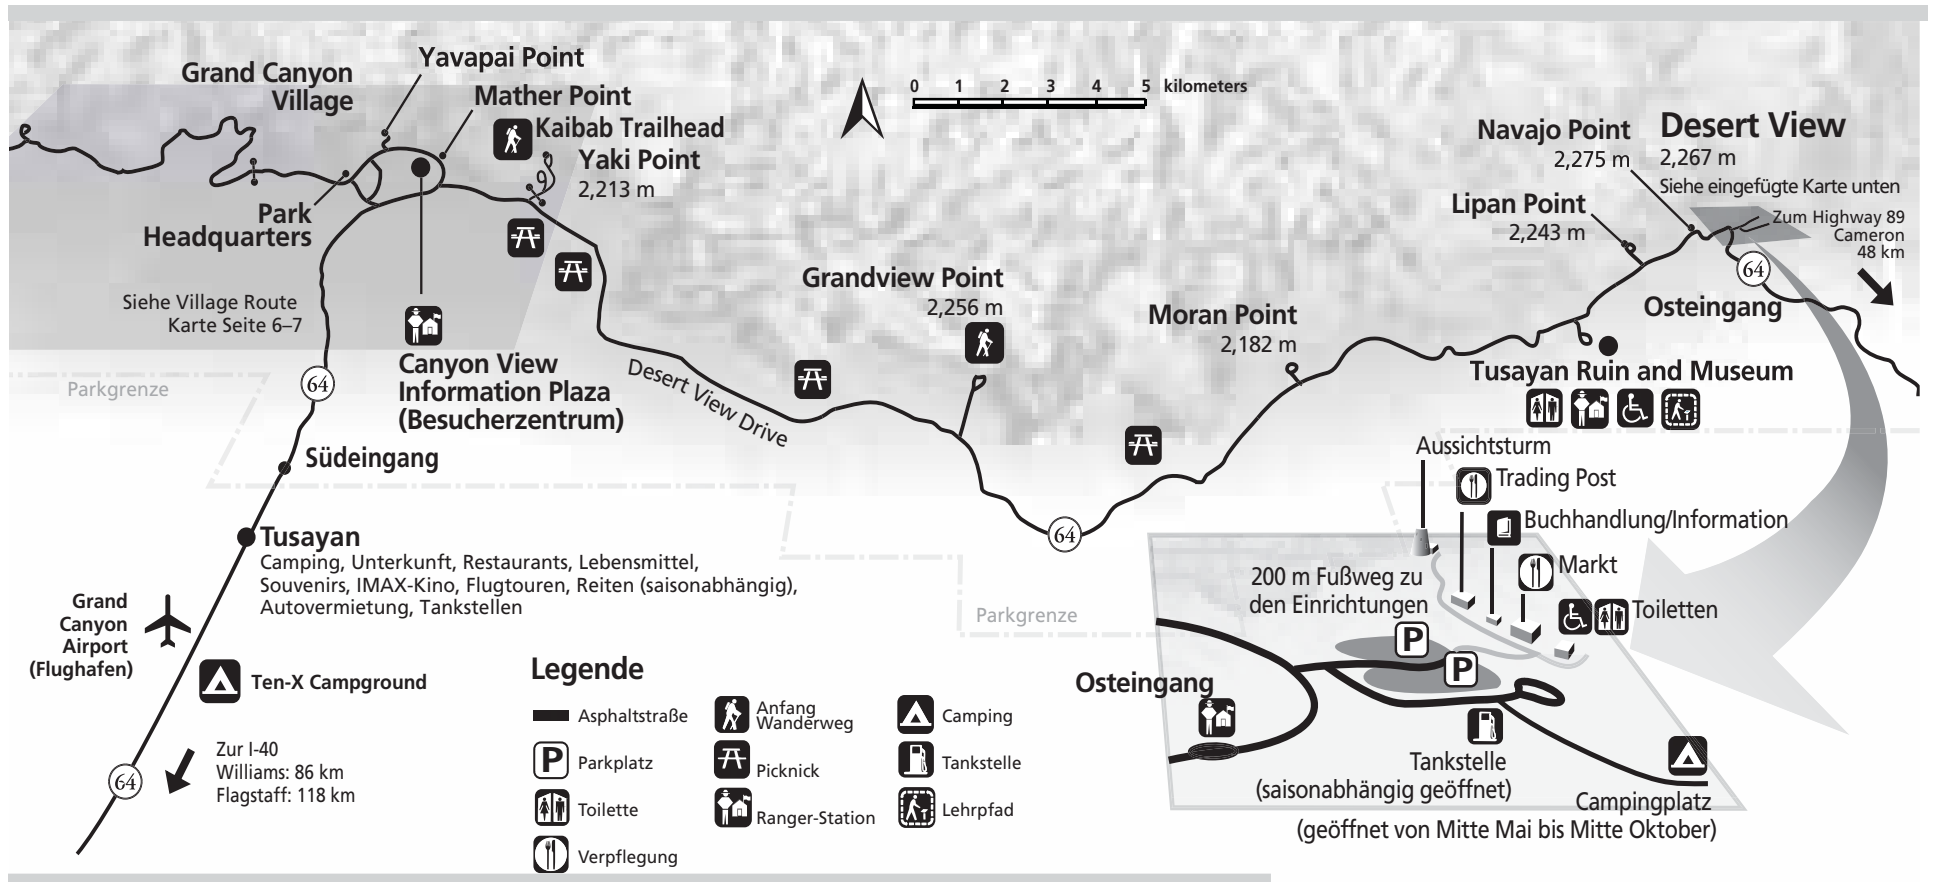 Yavapai Point
Grand Canyon
Village
Mather Point
Kaibab Trailhead
Yaki Point
2,213 m
0 1 2 3 4 5 kilometers
Navajo Point
2,275 m
Desert View
2,267 m
Siehe eingefügte Karte unten
Lipan Point
2,243 m
Zum Highway 89
Cameron
48 km
64
Osteingang
Park
Headquarters
Siehe Village Route
Karte Seite 6–7
Grandview Point
2,256 m
Moran Point
2,182 m
Canyon View
Information Plaza
(Besucherzentrum)
Desert View Drive
Tusayan Ruin and Museum
Parkgrenze
64
Südeingang
64
Tusayan
Camping, Unterkunft, Restaurants, Lebensmittel,
Souvenirs, IMAX-Kino, Flugtouren, Reiten (saisonabhängig),
Autovermietung, Tankstellen
Parkgrenze
Grand
Canyon
Airport
(Flughafen)
Ten-X Campground
Zur I-40
Williams: 86 km
Flagstaff: 118 km
64
Legende
Asphaltstraße
P Parkplatz
Toilette
Verpflegung
Anfang
Wanderweg
Picknick
Ranger-Station
Camping
Tankstelle
Lehrpfad
Aussichtsturm
Trading Post
Buchhandlung/Information
Markt
Toiletten
200 m Fußweg zu
den Einrichtungen
P
P
Osteingang
Tankstelle
(saisonabhängig geöffnet)
Campingplatz
(geöffnet von Mitte Mai bis Mitte Oktober)